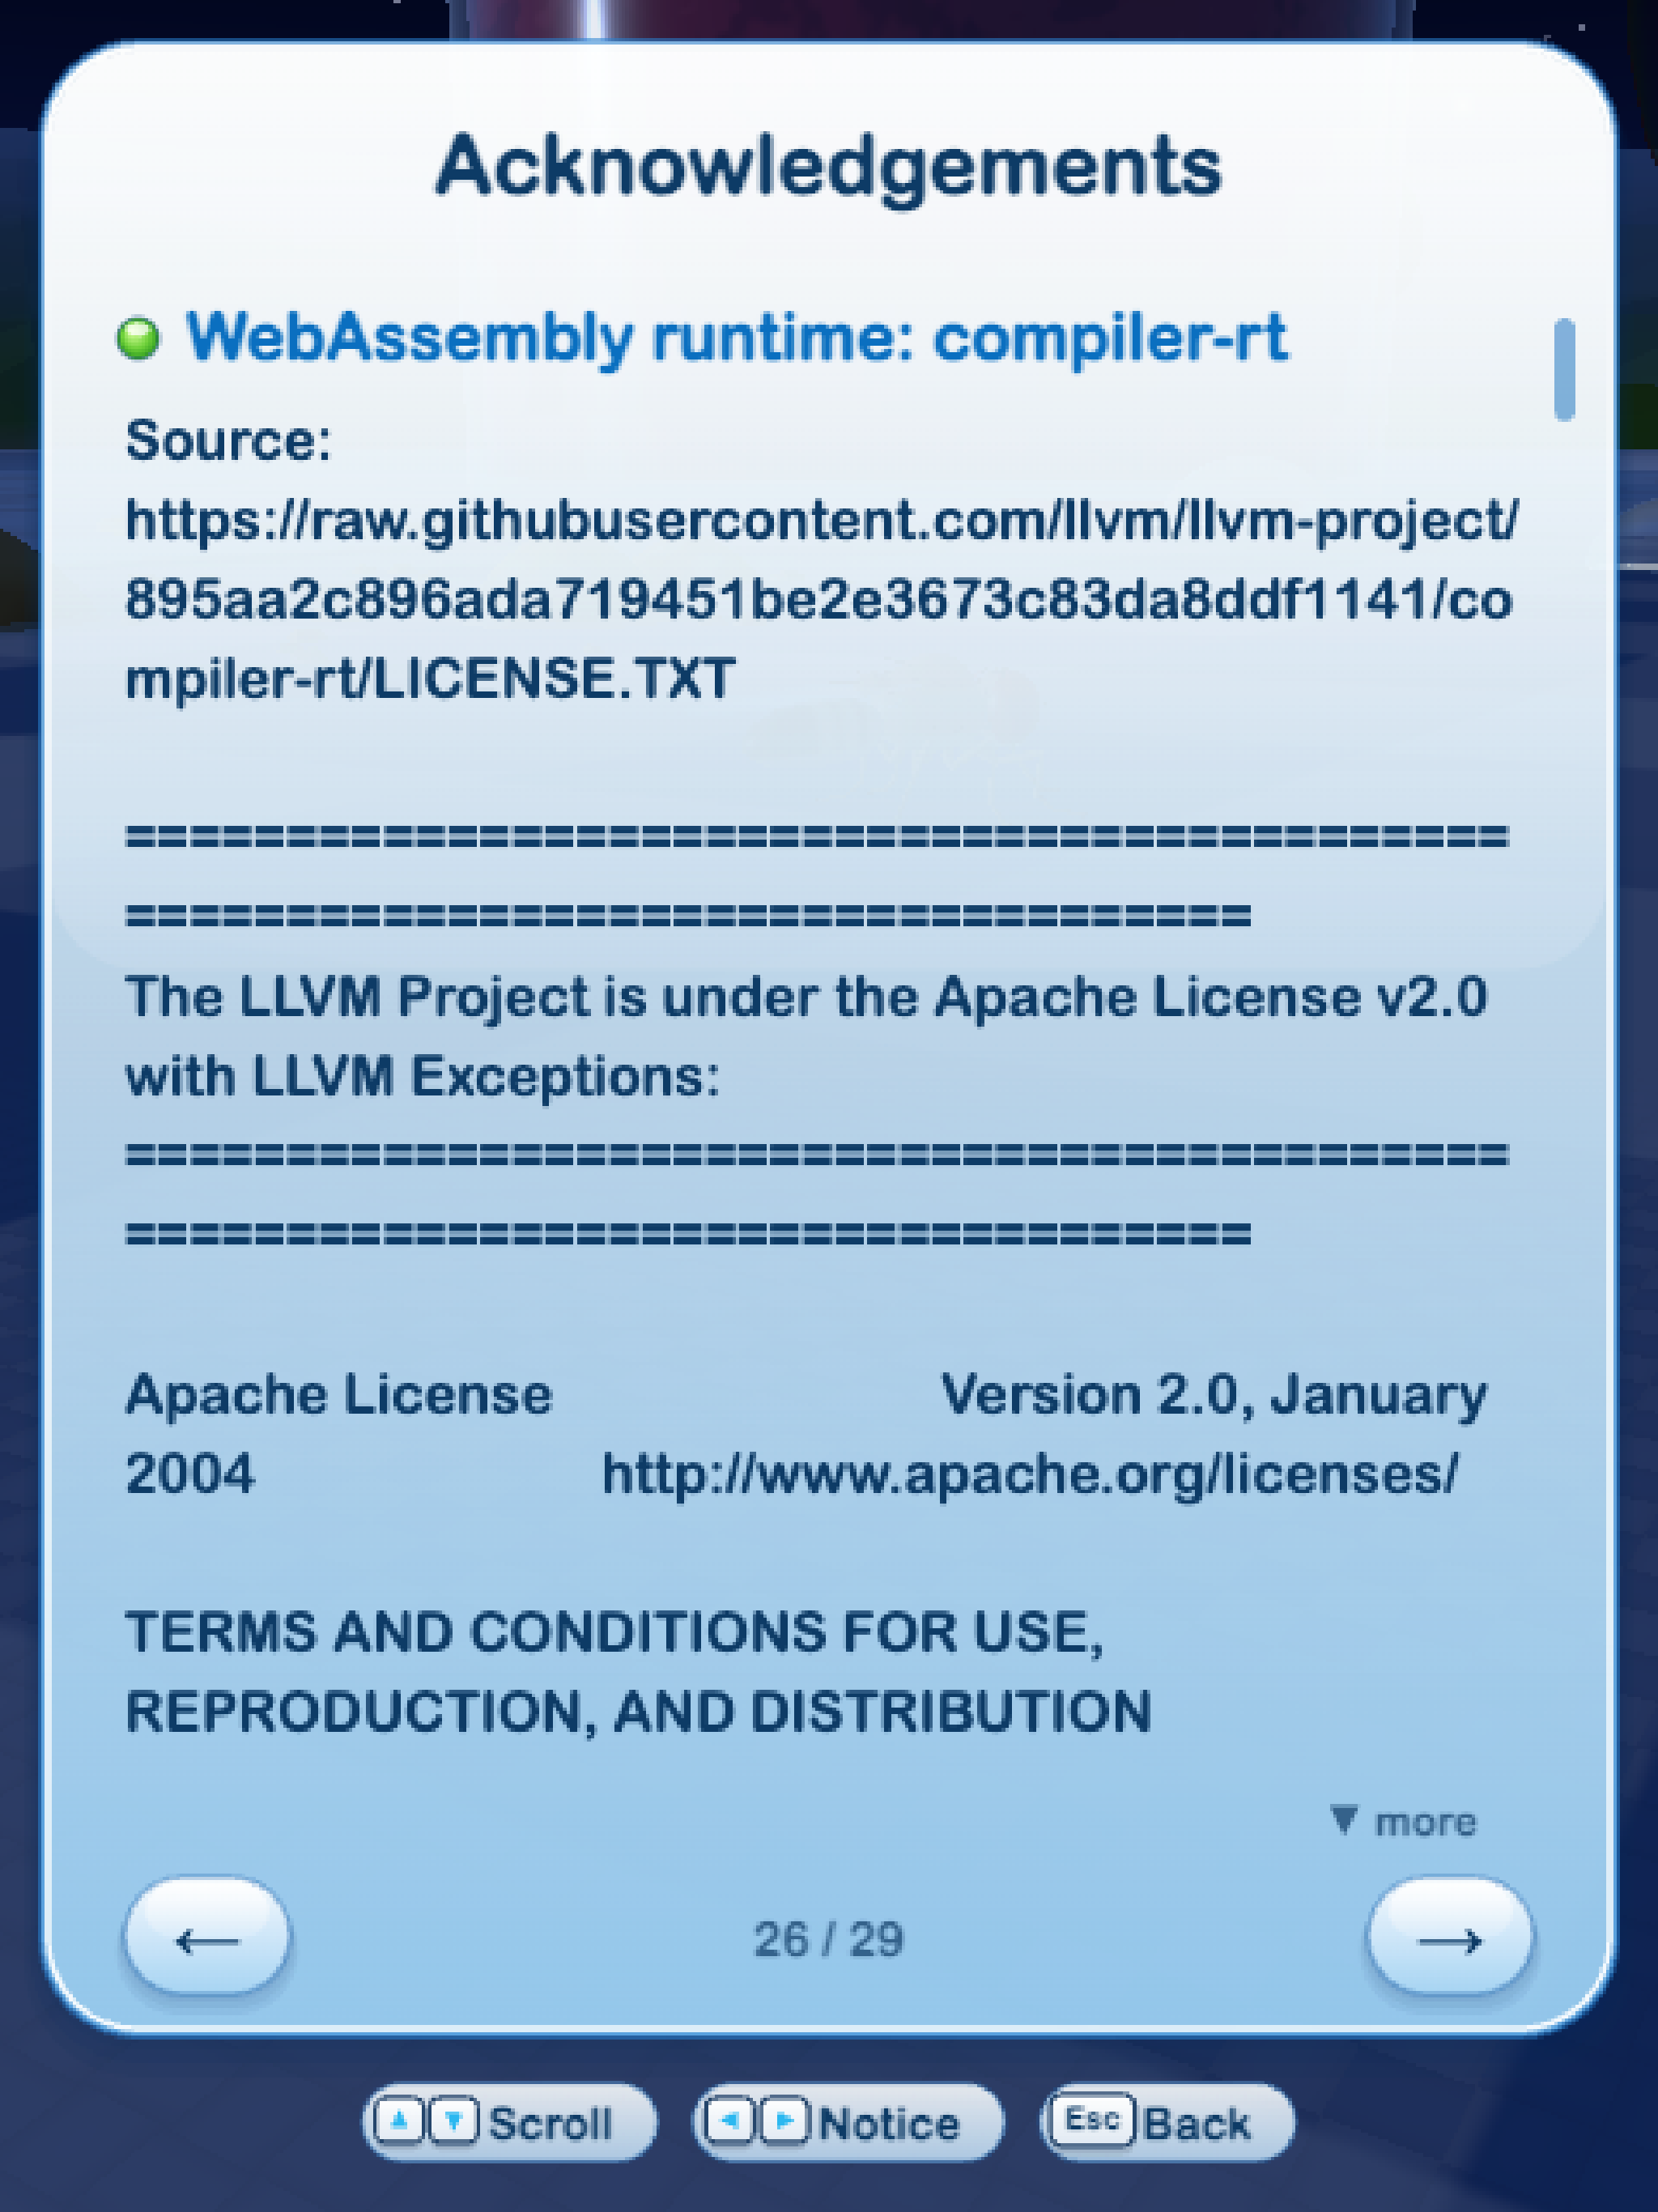 Acknowledgements
WebAssembly runtime: compiler-rt
Source:
https://raw.githubusercontent.com/llvm/llvm-project/
895aa2c896ada719451be2e3673c83da8ddf1141/co
mpiler-rt/LICENSE.TXT
===========================================
===================================
The LLVM Project is under the Apache License v2.0
with LLVM Exceptions:
===========================================
===================================
Apache License Version 2.0, January
2004 http://www.apache.org/licenses/
TERMS AND CONDITIONS FOR USE,
REPRODUCTION, AND DISTRIBUTION
▼ more
← 26 / 29 →
▲ ▼ Scroll ◄ ► Notice Esc Back